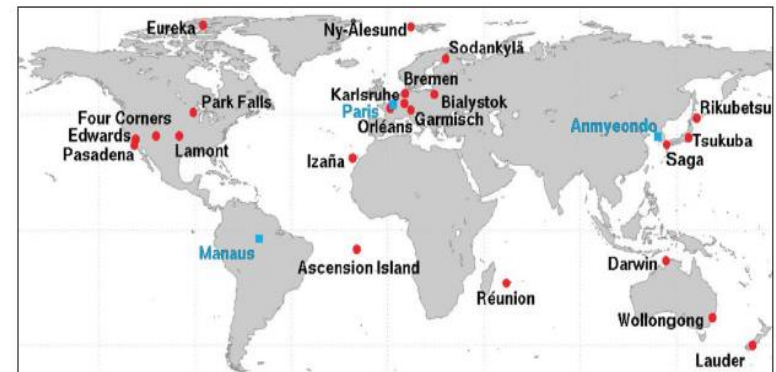 Eureka
Ny-Ålesund
Sodankylä
Bremen
Karlsruhe
Park Falls
Bialystok
Paris
Rikubetsu
Four Corners
Orléans
Garmisch
Anmyeondo
Edwards
Tsukuba
Pasadena
Lamont
Saga
Izaña
Manaus
Ascension Island
Darwin
Réunion
Wollongong
Lauder